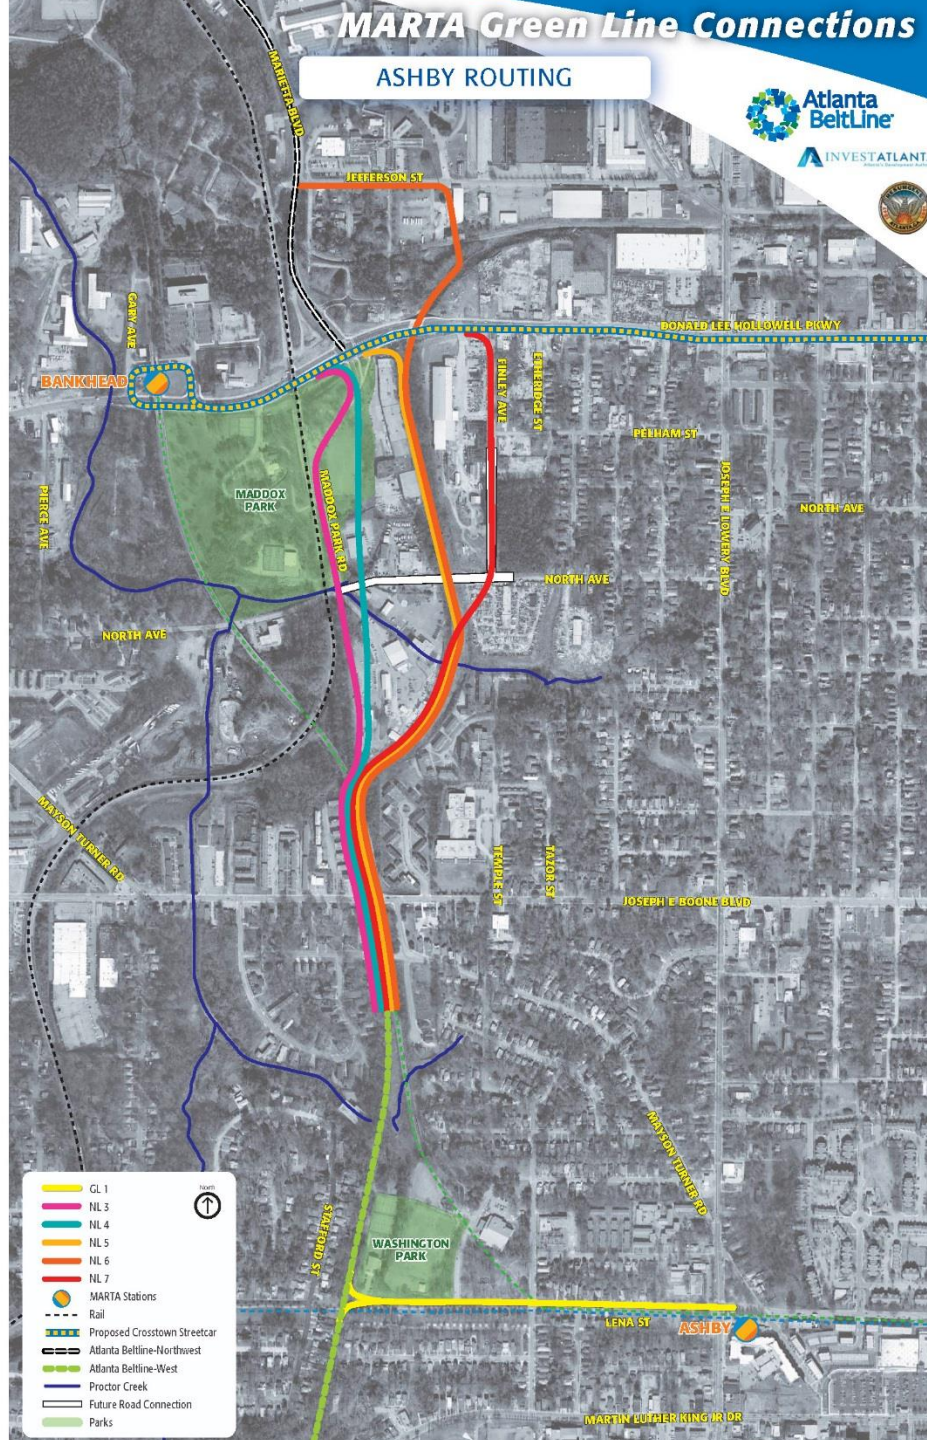 MARTA Green Line Connections
ASHBY ROUTING
Atlanta
BeltLine
INVEST ATLANTA
MARIETTA BLVD
JEFFERSON ST
GARY AVE
DONALD LEE HOLLOWELL PKWY
BANKHEAD
FINLEY AVE
ETHERIDGE ST
PELHAM ST
JOSEPH E LOWERY BLVD
PIERCE AVE
MADDOX
PARK
MADDOX PARK RD
NORTH AVE
NORTH AVE
NORTH AVE
MAYSON TURNER RD
TEMPLE ST
TAZOR ST
JOSEPH E BOONE BLVD
MAYSON TURNER RD
STAFFORD ST
WASHINGTON
PARK
LENA ST
ASHBY
MARTIN LUTHER KING JR DR
North
GL 1
NL 3
NL 4
NL 5
NL 6
NL 7
MARTA Stations
Rail
Proposed Crosstown Streetcar
Atlanta Beltline-Northwest
Atlanta Beltline-West
Proctor Creek
Future Road Connection
Parks